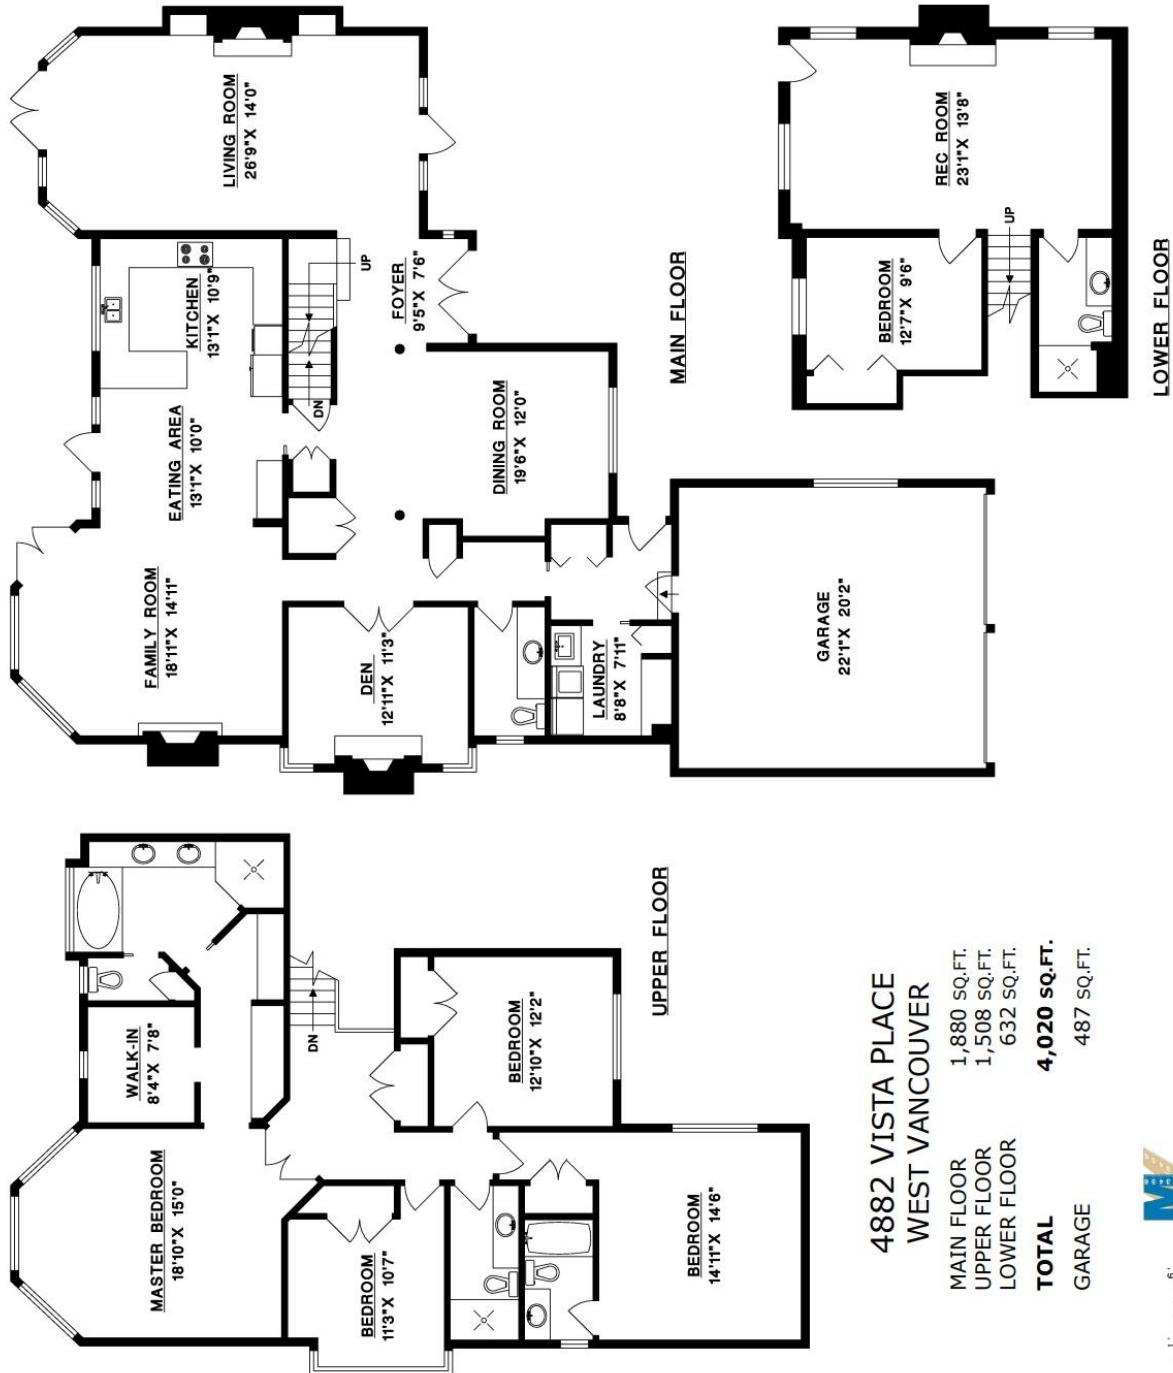 LIVING ROOM
26'9"X 14'0"
KITCHEN
13'1"X 10'9"
UP
FOYER
9'5"X 7'6"
EATING AREA
13'1"X 10'0"
DN
DINING ROOM
19'6"X 12'0"
FAMILY ROOM
18'11"X 14'11"
DEN
12'11"X 11'3"
LAUNDRY
8'8"X 7'11"
GARAGE
22'1"X 20'2"
MAIN FLOOR
REC ROOM
23'1"X 13'8"
UP
BEDROOM
12'7"X 9'6"
LOWER FLOOR
WALK-IN
8'4"X 7'8"
DN
MASTER BEDROOM
18'10"X 15'0"
BEDROOM
12'10"X 12'2"
BEDROOM
11'3"X 10'7"
BEDROOM
14'11"X 14'6"
UPPER FLOOR
4882 VISTA PLACE
WEST VANCOUVER
MAIN FLOOR 1,880 SQ.FT.
UPPER FLOOR 1,508 SQ.FT.
LOWER FLOOR 632 SQ.FT.
TOTAL 4,020 SQ.FT.
GARAGE 487 SQ.FT.
1' 6'